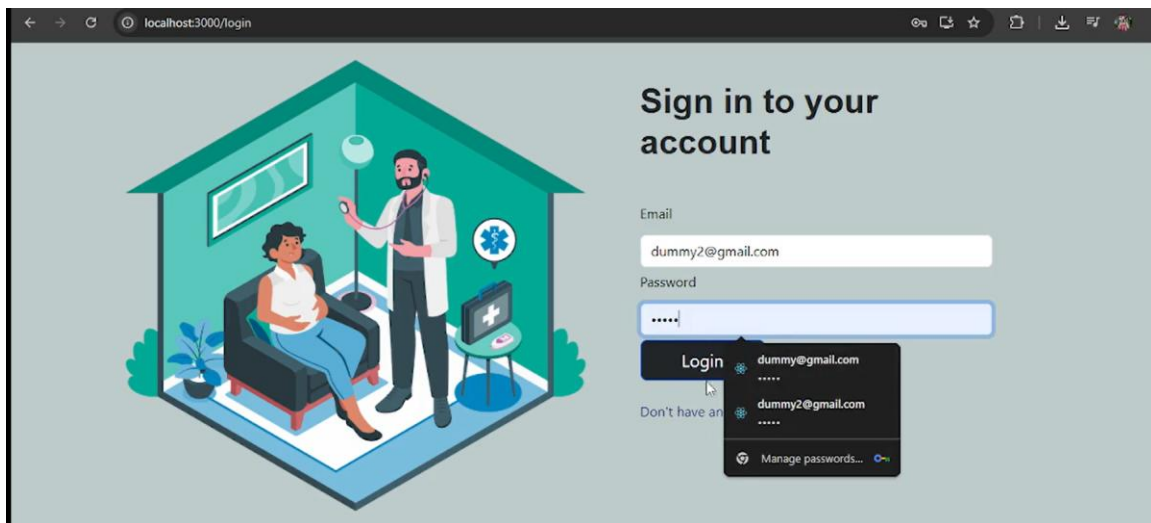 localhost:3000/login
Sign in to your
account
Email
dummy2@gmail.com
Password
•••••
Login
dummy@gmail.com
•••••
Don't have an
dummy2@gmail.com
•••••
Manage passwords...